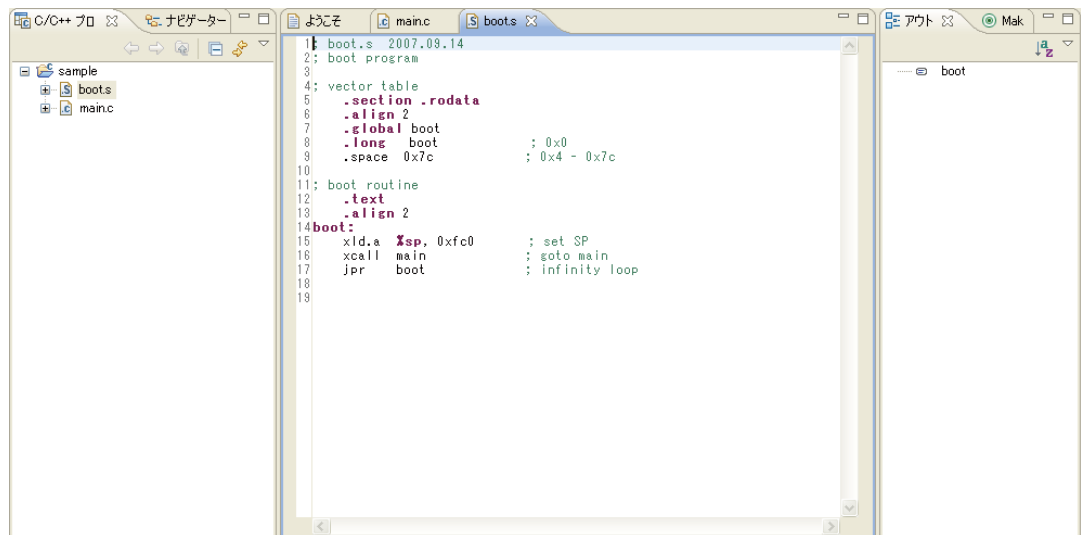 C/C++ プロ
ナビゲーター
sample
boot.s
main.c
ようこそ
main.c
boot.s
1; boot.s  2007.09.14
2; boot program
3
4; vector table
5    .section .rodata
6    .align 2
7    .global boot
8    .long   boot            ; 0x0
9    .space  0x7c            ; 0x4 - 0x7c
10
11; boot routine
12    .text
13    .align 2
14boot:
15    xld.a  %sp, 0xfc0       ; set SP
16    xcall  main             ; goto main
17    jpr    boot             ; infinity loop
18
19
アウト
Mak
boot